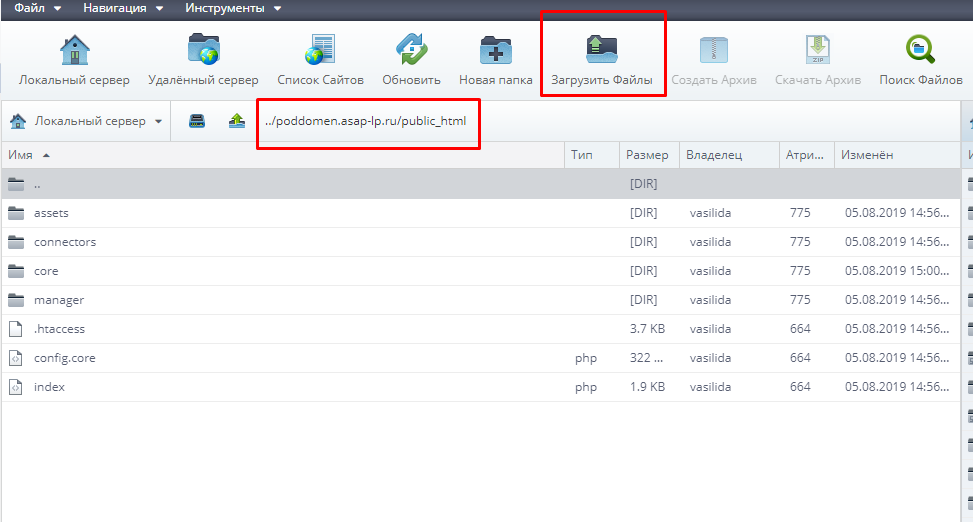 Файл Навигация Инструменты
Локальный сервер Удалённый сервер Список Сайтов Обновить Новая папка Загрузить Файлы Создать Архив ZIP Скачать Архив Поиск Файлов
Локальный сервер ../poddomen.asap-lp.ru/public_html
Имя Тип Размер Владелец Атри... Изменён
.. [DIR]
assets [DIR] vasilida 775 05.08.2019 14:56...
connectors [DIR] vasilida 775 05.08.2019 14:56...
core [DIR] vasilida 775 05.08.2019 15:00...
manager [DIR] vasilida 775 05.08.2019 14:56...
.htaccess 3.7 KB vasilida 664 05.08.2019 14:56...
config.core php 322 ... vasilida 664 05.08.2019 14:56...
index php 1.9 KB vasilida 664 05.08.2019 14:56...